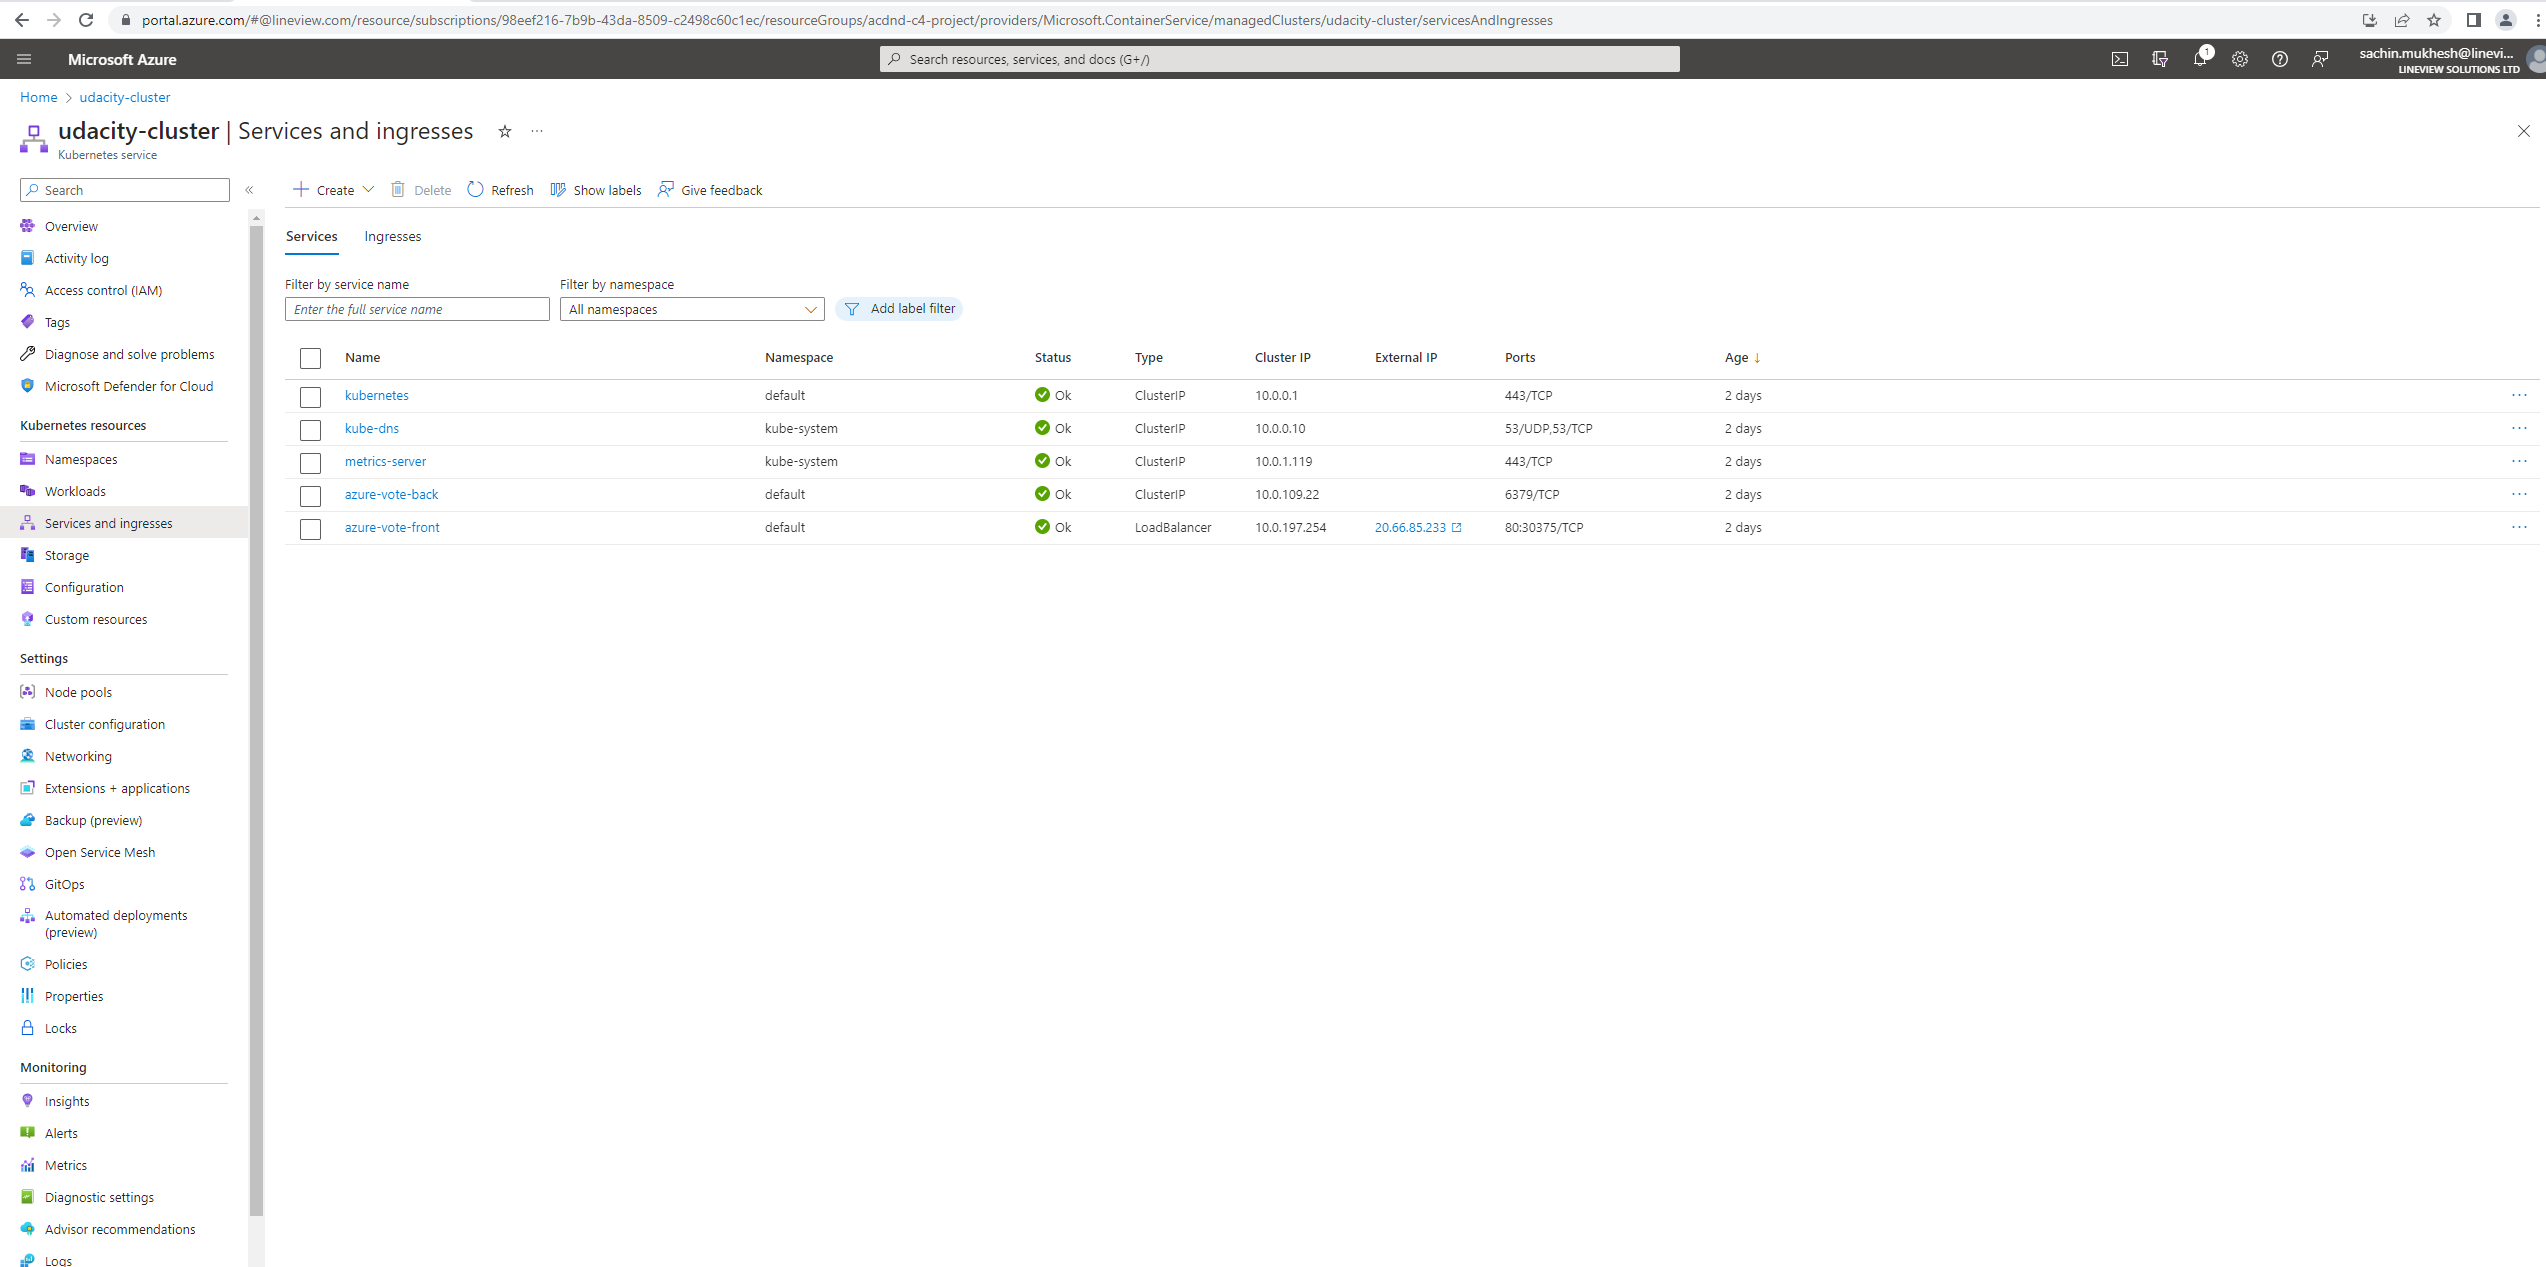 portal.azure.com/#@lineview.com/resource/subscriptions/98eef216-7b9b-43da-8509-c2498c60c1ec/resourceGroups/acdnd-c4-project/providers/Microsoft.ContainerService/managedClusters/udacity-cluster/servicesAndIngresses
Microsoft Azure
Search resources, services, and docs (G+/)
1
sachin.mukhesh@linevi...
LINEVIEW SOLUTIONS LTD
Home > udacity-cluster
udacity-cluster | Services and ingresses
Kubernetes service
Search
Create
Delete
Refresh
Show labels
Give feedback
Overview
Activity log
Access control (IAM)
Tags
Diagnose and solve problems
Microsoft Defender for Cloud
Kubernetes resources
Namespaces
Workloads
Services and ingresses
Storage
Configuration
Custom resources
Settings
Node pools
Cluster configuration
Networking
Extensions + applications
Backup (preview)
Open Service Mesh
GitOps
Automated deployments
(preview)
Policies
Properties
Locks
Monitoring
Insights
Alerts
Metrics
Diagnostic settings
Advisor recommendations
Logs
Services Ingresses
Filter by service name
Enter the full service name
Filter by namespace
All namespaces
Add label filter
Name Namespace Status Type Cluster IP External IP Ports Age ↓
kubernetes default Ok ClusterIP 10.0.0.1 443/TCP 2 days
kube-dns kube-system Ok ClusterIP 10.0.0.10 53/UDP,53/TCP 2 days
metrics-server kube-system Ok ClusterIP 10.0.1.119 443/TCP 2 days
azure-vote-back default Ok ClusterIP 10.0.109.22 6379/TCP 2 days
azure-vote-front default Ok LoadBalancer 10.0.197.254 20.66.85.233 80:30375/TCP 2 days